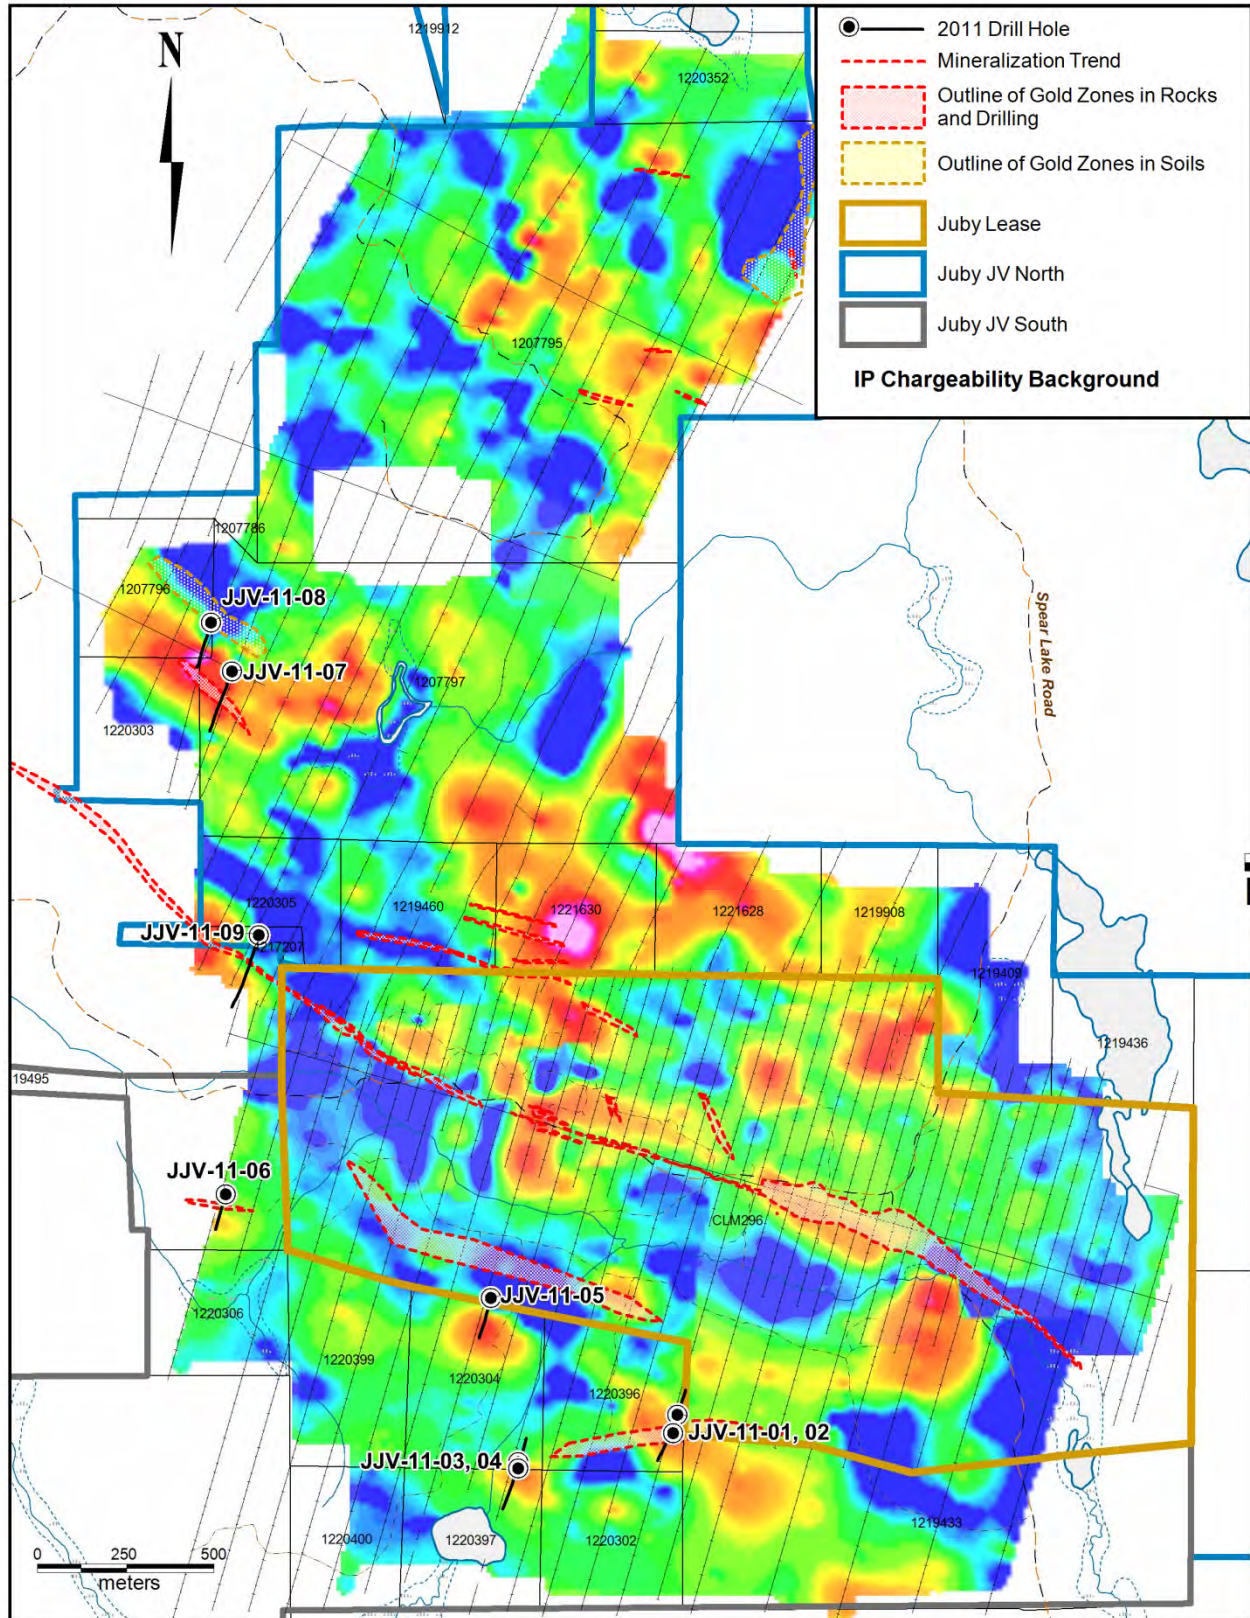 1219912
N
2011 Drill Hole
Mineralization Trend
Outline of Gold Zones in Rocks
and Drilling
Outline of Gold Zones in Soils
Juby Lease
Juby JV North
Juby JV South
IP Chargeability Background
1220352
1207795
1207786
1207796
JJV-11-08
JJV-11-07
1207797
1220303
Spear Lake Road
1220305
1219460
1221630
1221628
1219908
JJV-11-09
1217207
1219409
1219436
19495
JJV-11-06
CLM296
JJV-11-05
1220306
1220399
1220304
1220396
JJV-11-01, 02
JJV-11-03, 04
1220400
1220397
1220302
1219433
0 250 500
meters